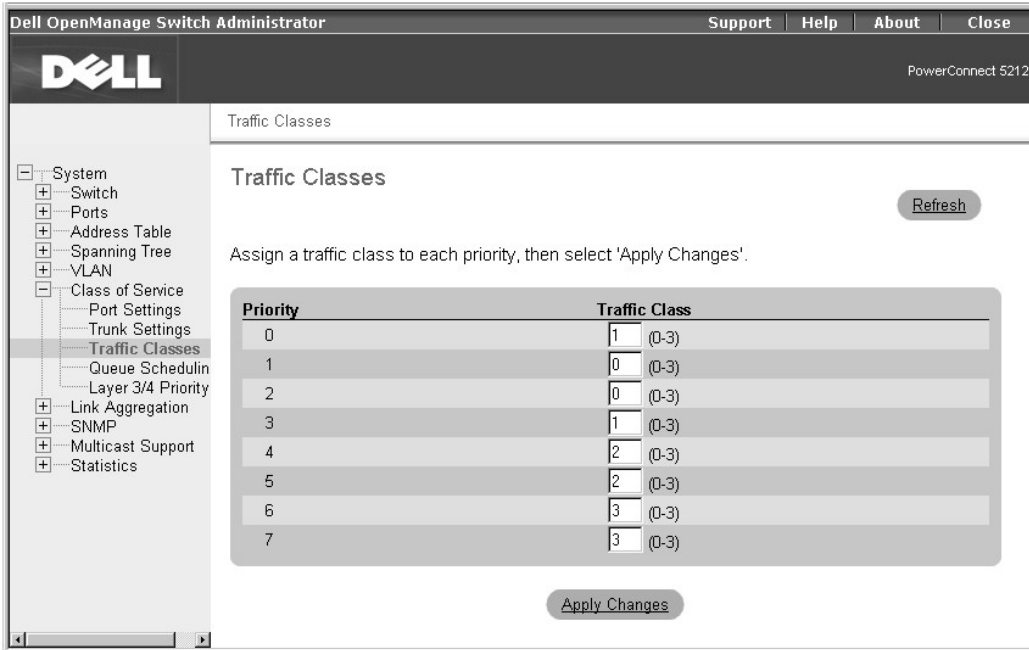 Dell OpenManage Switch Administrator
Support
Help
About
Close
DELL
PowerConnect 5212
Traffic Classes
System
Switch
Ports
Address Table
Spanning Tree
VLAN
Class of Service
Port Settings
Trunk Settings
Traffic Classes
Queue Schedulin
Layer 3/4 Priority
Link Aggregation
SNMP
Multicast Support
Statistics
Traffic Classes
Refresh
Assign a traffic class to each priority, then select 'Apply Changes'.
Priority Traffic Class
0 1 (0-3)
1 0 (0-3)
2 0 (0-3)
3 1 (0-3)
4 2 (0-3)
5 2 (0-3)
6 3 (0-3)
7 3 (0-3)
Apply Changes